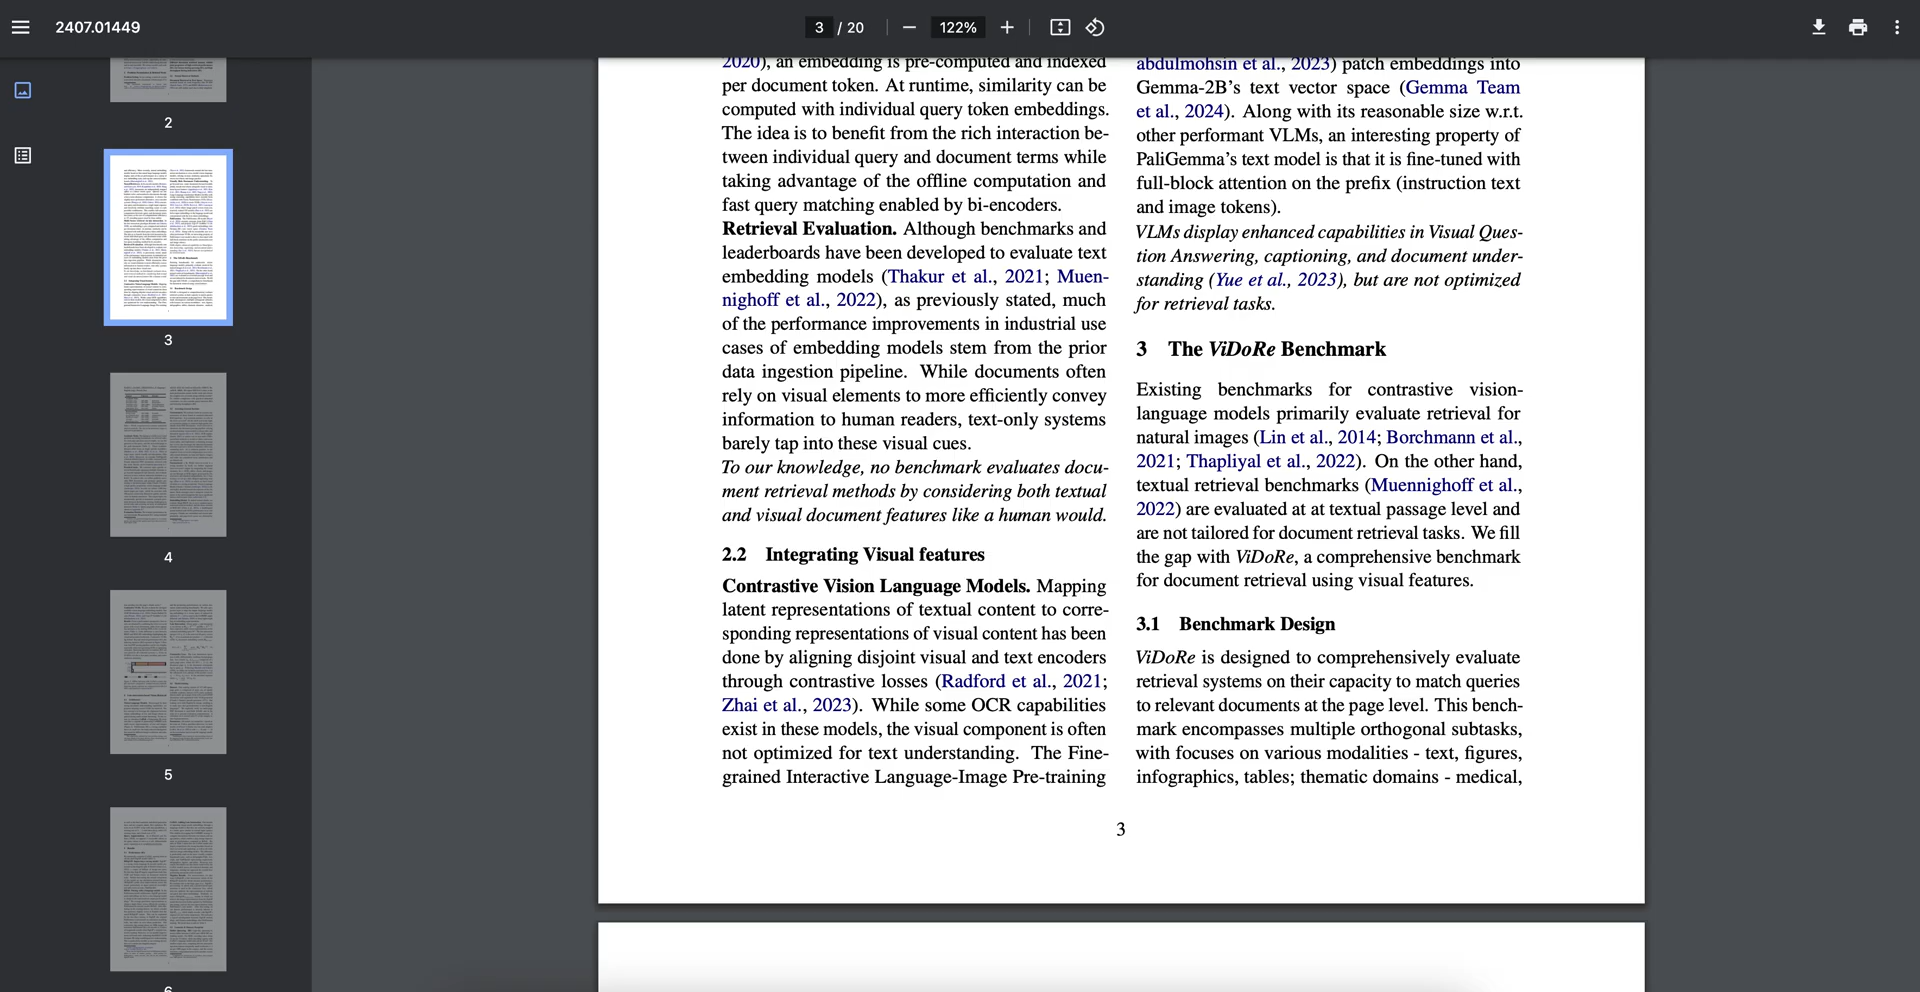 2407.01449
3 / 20
122%
2
3
4
5
6
2020), an embedding is pre-computed and indexed
per document token. At runtime, similarity can be
computed with individual query token embeddings.
The idea is to benefit from the rich interaction be-
tween individual query and document terms while
taking advantage of the offline computation and
fast query matching enabled by bi-encoders.
Retrieval Evaluation. Although benchmarks and
leaderboards have been developed to evaluate text
embedding models (Thakur et al., 2021; Muen-
nighoff et al., 2022), as previously stated, much
of the performance improvements in industrial use
cases of embedding models stem from the prior
data ingestion pipeline. While documents often
rely on visual elements to more efficiently convey
information to human readers, text-only systems
barely tap into these visual cues.
To our knowledge, no benchmark evaluates docu-
ment retrieval methods by considering both textual
and visual document features like a human would.
2.2 Integrating Visual features
Contrastive Vision Language Models. Mapping
latent representations of textual content to corre-
sponding representations of visual content has been
done by aligning disjoint visual and text encoders
through contrastive losses (Radford et al., 2021;
Zhai et al., 2023). While some OCR capabilities
exist in these models, the visual component is often
not optimized for text understanding. The Fine-
grained Interactive Language-Image Pre-training
abdulmohsin et al., 2023) patch embeddings into
Gemma-2B's text vector space (Gemma Team
et al., 2024). Along with its reasonable size w.r.t.
other performant VLMs, an interesting property of
PaliGemma's text model is that it is fine-tuned with
full-block attention on the prefix (instruction text
and image tokens).
VLMs display enhanced capabilities in Visual Ques-
tion Answering, captioning, and document under-
standing (Yue et al., 2023), but are not optimized
for retrieval tasks.
3 The ViDoRe Benchmark
Existing benchmarks for contrastive vision-
language models primarily evaluate retrieval for
natural images (Lin et al., 2014; Borchmann et al.,
2021; Thapliyal et al., 2022). On the other hand,
textual retrieval benchmarks (Muennighoff et al.,
2022) are evaluated at at textual passage level and
are not tailored for document retrieval tasks. We fill
the gap with ViDoRe, a comprehensive benchmark
for document retrieval using visual features.
3.1 Benchmark Design
ViDoRe is designed to comprehensively evaluate
retrieval systems on their capacity to match queries
to relevant documents at the page level. This bench-
mark encompasses multiple orthogonal subtasks,
with focuses on various modalities - text, figures,
infographics, tables; thematic domains - medical,
3